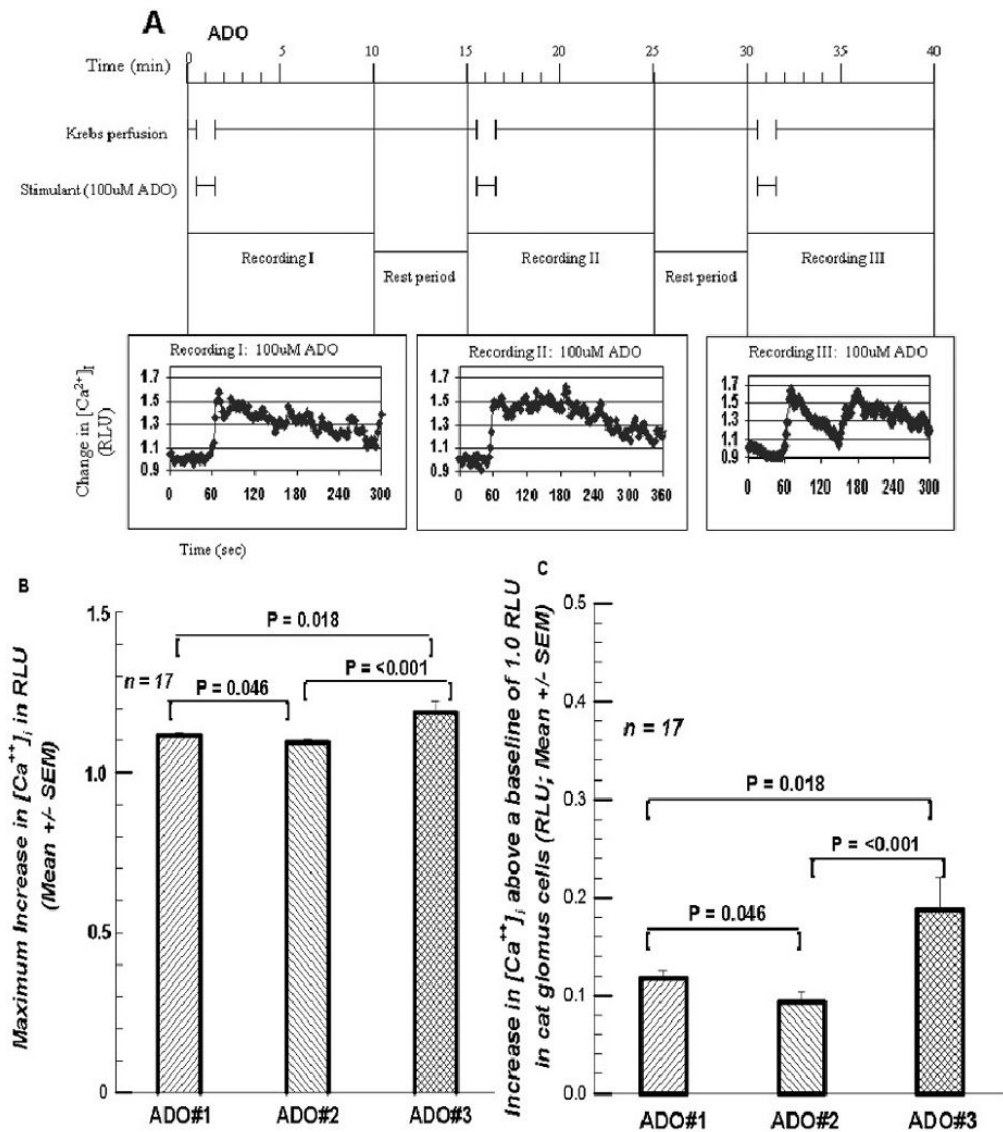 A
ADO
0 5 10 15 20 25 30 35 40
Time (min)
Krebs perfusion
Stimulant (100uM ADO)
Recording I
Rest period
Recording II
Rest period
Recording III
Change in [Ca²⁺]I
(RLU)
Recording I: 100uM ADO
1.7
1.5
1.3
1.1
0.9
0 60 120 180 240 300
Recording II: 100uM ADO
1.7
1.5
1.3
1.1
0.9
0 60 120 180 240 300 360
Recording III: 100uM ADO
1.7
1.5
1.3
1.1
0.9
0 60 120 180 240 300
Time (sec)
B
Maximum Increase in [Ca⁺⁺]i in RLU
(Mean +/- SEM)
1.5
1.0
0.5
0
P = 0.018
n = 17
P = 0.046
P = <0.001
ADO#1 ADO#2 ADO#3
C
Increase in [Ca⁺⁺]i above a baseline of 1.0 RLU
in cat glomus cells (RLU; Mean +/- SEM)
0.5
0.4
0.3
0.2
0.1
0.0
n = 17
P = 0.018
P = <0.001
P = 0.046
ADO#1 ADO#2 ADO#3